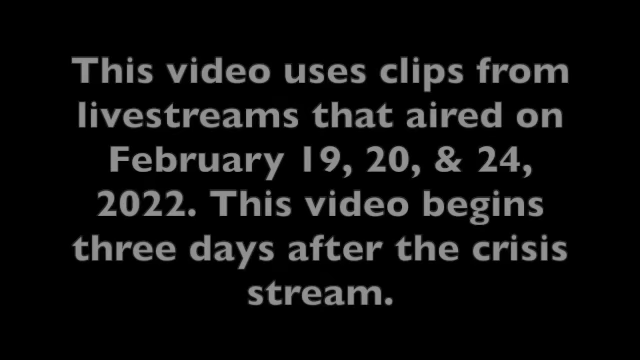 This video uses clips from
livestreams that aired on
February 19, 20, & 24,
2022. This video begins
three days after the crisis
stream.